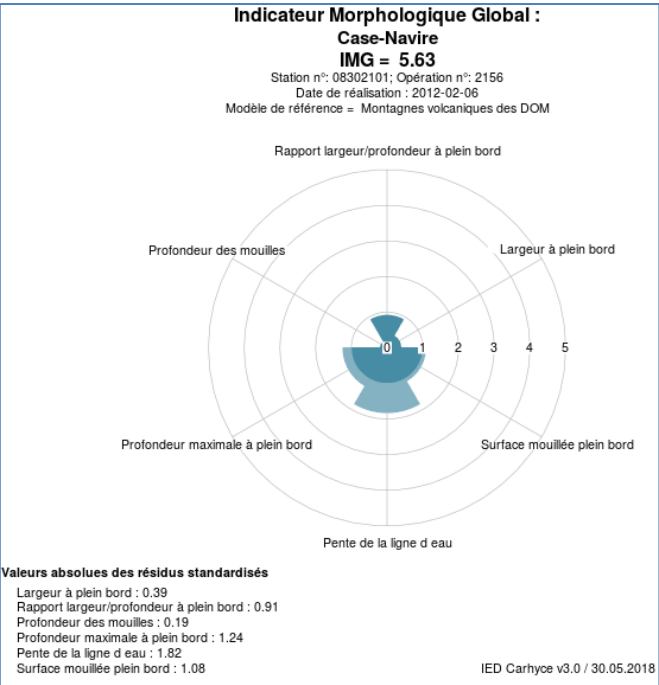 Indicateur Morphologique Global :
Case-Navire
IMG = 5.63
Station n°: 08302101; Opération n°: 2156
Date de réalisation : 2012-02-06
Modèle de référence = Montagnes volcaniques des DOM
Rapport largeur/profondeur à plein bord
Profondeur des mouilles
Largeur à plein bord
0 1 2 3 4 5
Profondeur maximale à plein bord
Surface mouillée plein bord
Pente de la ligne d eau
Valeurs absolues des résidus standardisés
Largeur à plein bord : 0.39
Rapport largeur/profondeur à plein bord : 0.91
Profondeur des mouilles : 0.19
Profondeur maximale à plein bord : 1.24
Pente de la ligne d eau : 1.82
Surface mouillée plein bord : 1.08
IED Carhyce v3.0 / 30.05.2018